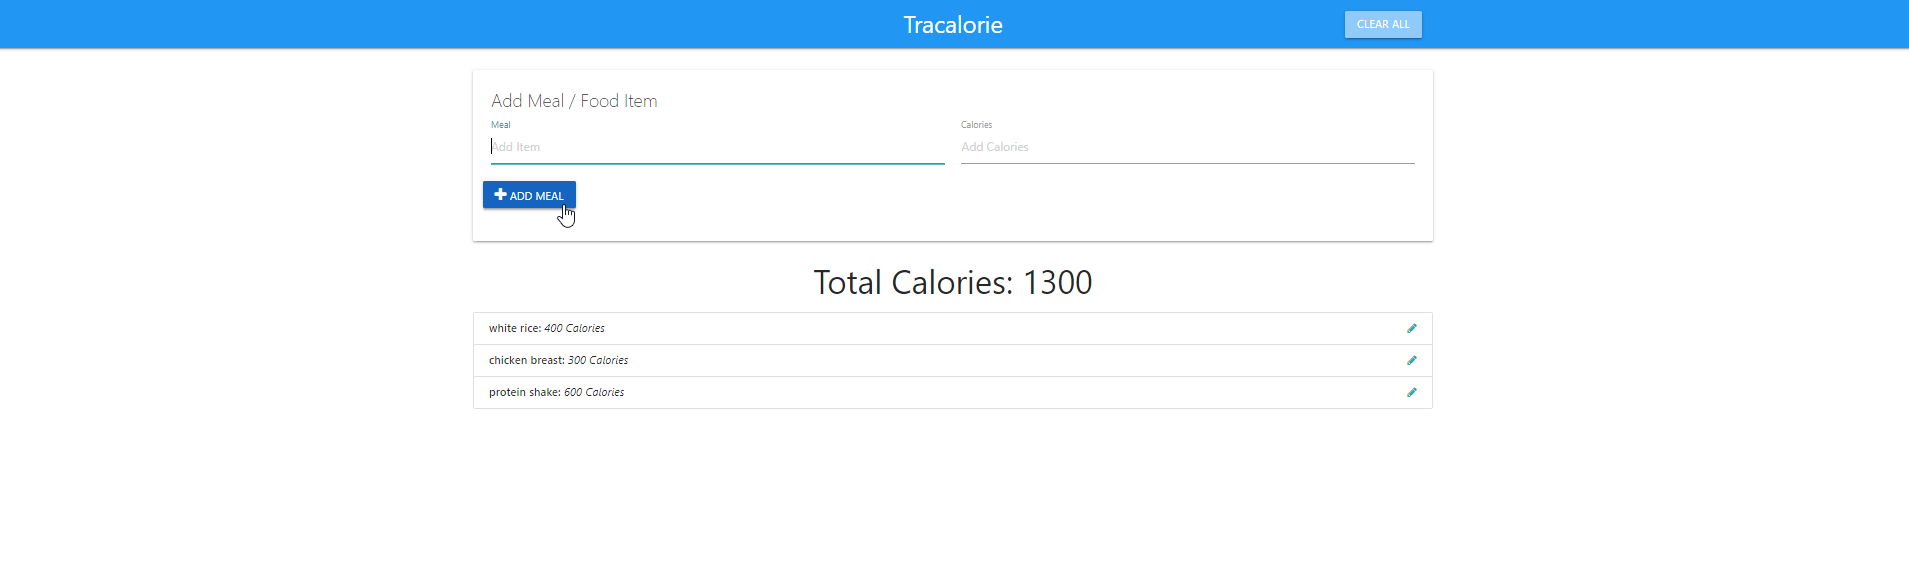 Tracalorie
CLEAR ALL
Add Meal / Food Item
Meal
Calories
Add Item
Add Calories
ADD MEAL
Total Calories: 1300
white rice: 400 Calories
chicken breast: 300 Calories
protein shake: 600 Calories